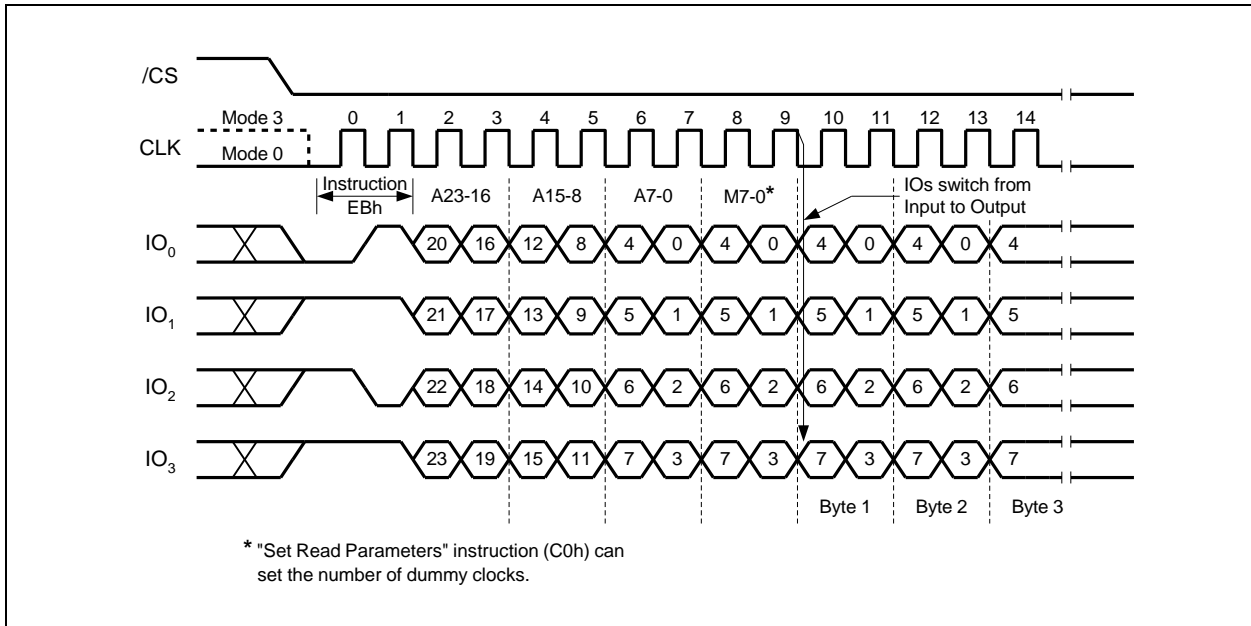 /CS
Mode 3 0 1 2 3 4 5 6 7 8 9 10 11 12 13 14
CLK
Mode 0
Instruction
EBh
A23-16 A15-8 A7-0 M7-0*
IOs switch from
Input to Output
IO0 20 16 12 8 4 0 4 0 4 0 4 0 4
IO1 21 17 13 9 5 1 5 1 5 1 5 1 5
IO2 22 18 14 10 6 2 6 2 6 2 6 2 6
IO3 23 19 15 11 7 3 7 3 7 3 7 3 7
Byte 1 Byte 2 Byte 3
* "Set Read Parameters" instruction (C0h) can
set the number of dummy clocks.